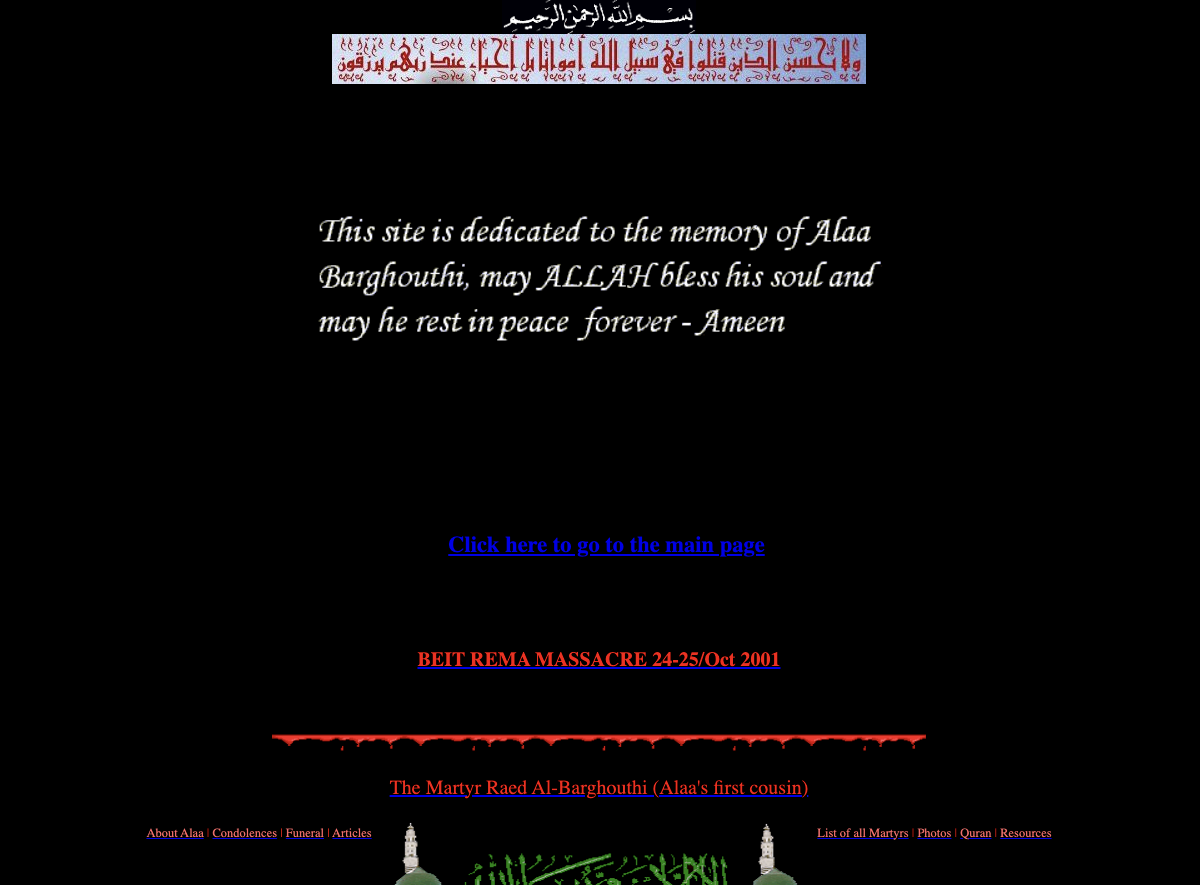 بسم الله الرحمن الرحيم
ولا تحسبن الذين قتلوا في سبيل الله أمواتا بل أحياء عند ربهم يرزقون
This site is dedicated to the memory of Alaa
Barghouthi, may ALLAH bless his soul and
may he rest in peace forever - Ameen
Click here to go to the main page
BEIT REMA MASSACRE 24-25/Oct 2001
The Martyr Raed Al-Barghouthi (Alaa's first cousin)
About Alaa | Condolences | Funeral | Articles
List of all Martyrs | Photos | Quran | Resources